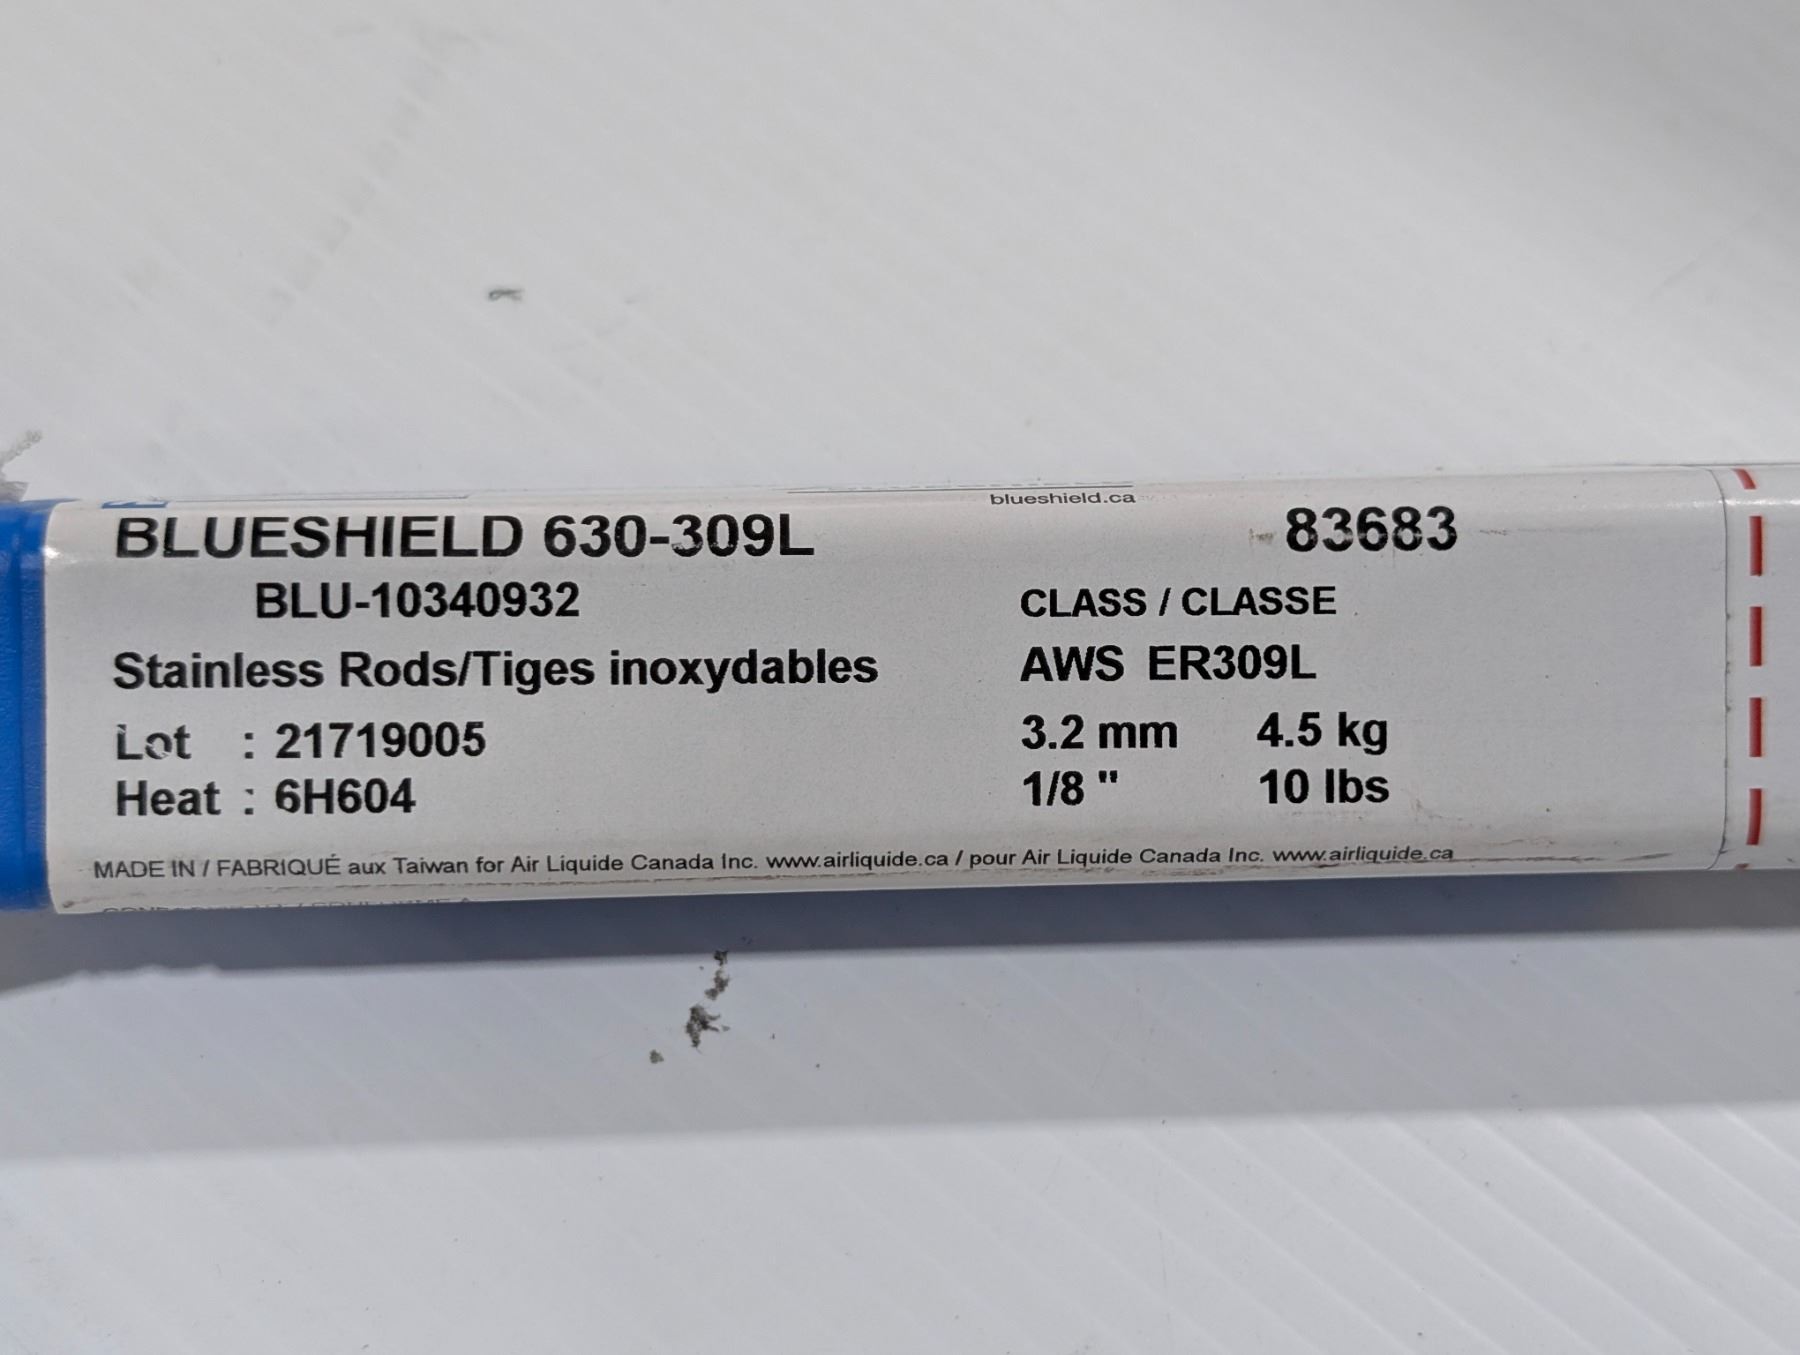 blueshield.ca
BLUESHIELD 630-309L 83683
BLU-10340932 CLASS / CLASSE
Stainless Rods/Tiges inoxydables AWS ER309L
Lot : 21719005 3.2 mm 4.5 kg
Heat : 6H604 1/8 " 10 lbs
MADE IN / FABRIQUÉ aux Taiwan for Air Liquide Canada Inc. www.airliquide.ca / pour Air Liquide Canada Inc. www.airliquide.ca